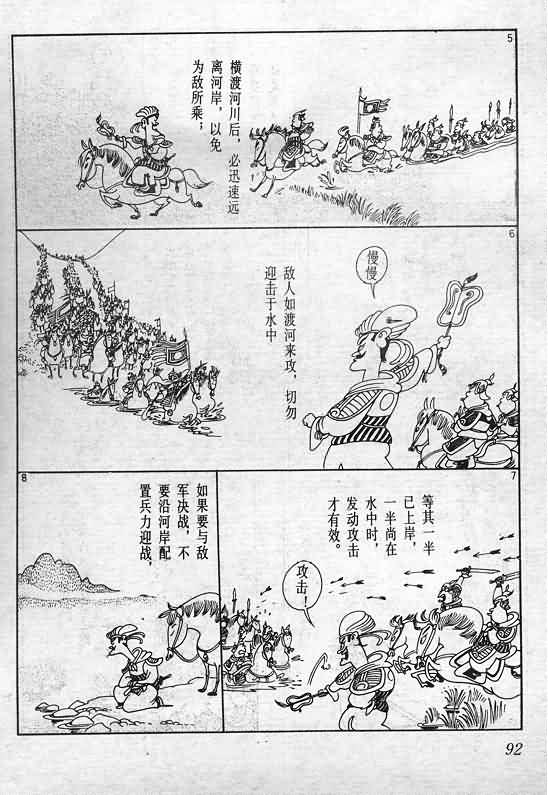 5
横渡河川后，必迅速远
离河岸，以免
为敌所乘；
6
慢慢
敌人如渡河来攻，切勿
迎击于水中
7
等其一半
已上岸，
一半尚在
水中时，
发动攻击
才有效。
攻击！
8
如果要与敌
军决战，不
要沿河岸配
置兵力迎战，
92